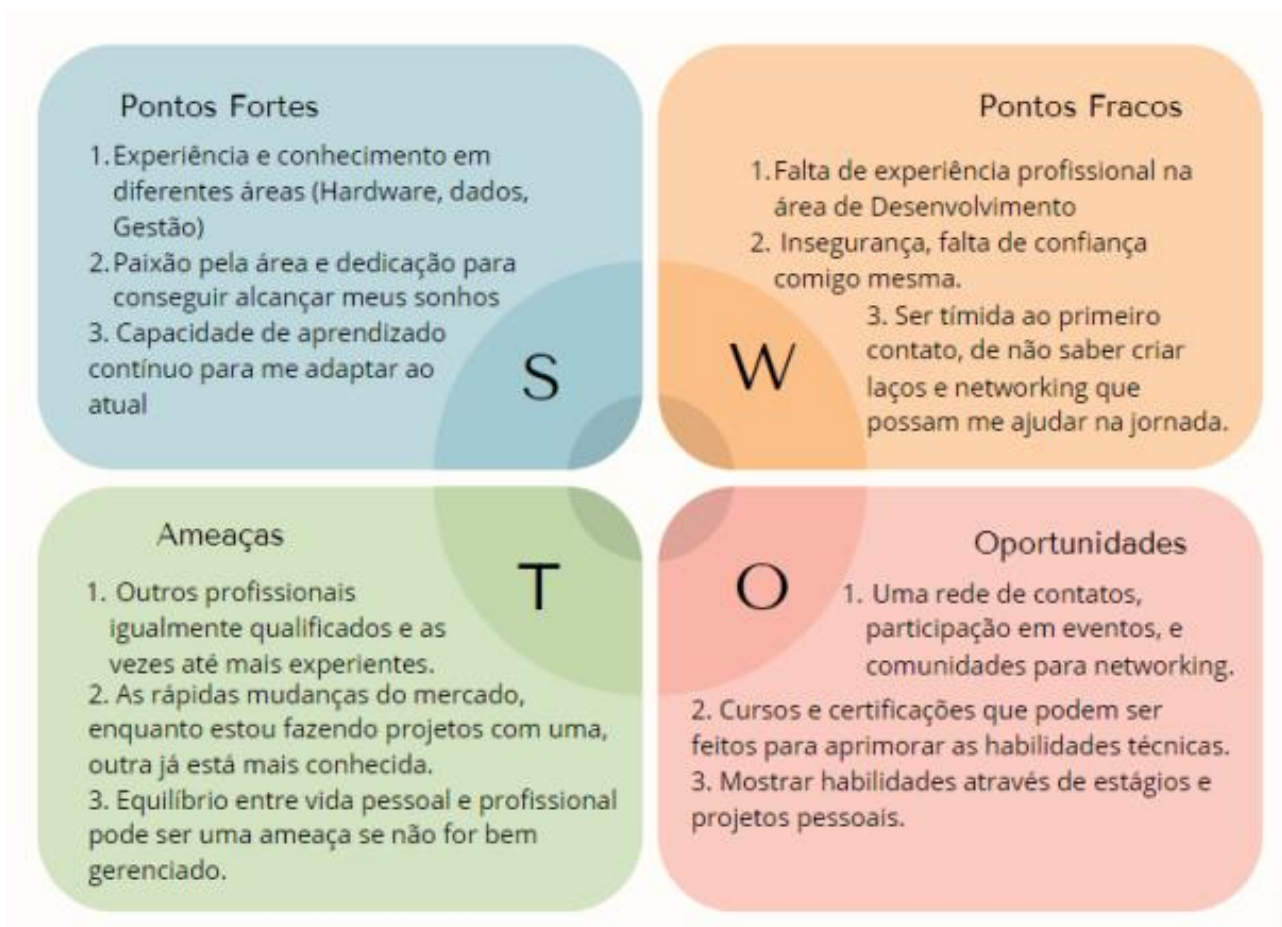 Pontos Fortes
1. Experiência e conhecimento em
diferentes áreas (Hardware, dados,
Gestão)
2. Paixão pela área e dedicação para
conseguir alcançar meus sonhos
3. Capacidade de aprendizado
contínuo para me adaptar ao
atual
S
Pontos Fracos
1. Falta de experiência profissional na
área de Desenvolvimento
2. Insegurança, falta de confiança
comigo mesma.
3. Ser tímida ao primeiro
contato, de não saber criar
laços e networking que
possam me ajudar na jornada.
W
Ameaças
1. Outros profissionais
igualmente qualificados e as
vezes até mais experientes.
2. As rápidas mudanças do mercado,
enquanto estou fazendo projetos com uma,
outra já está mais conhecida.
3. Equilíbrio entre vida pessoal e profissional
pode ser uma ameaça se não for bem
gerenciado.
T
Oportunidades
1. Uma rede de contatos,
participação em eventos, e
comunidades para networking.
2. Cursos e certificações que podem ser
feitos para aprimorar as habilidades técnicas.
3. Mostrar habilidades através de estágios e
projetos pessoais.
O